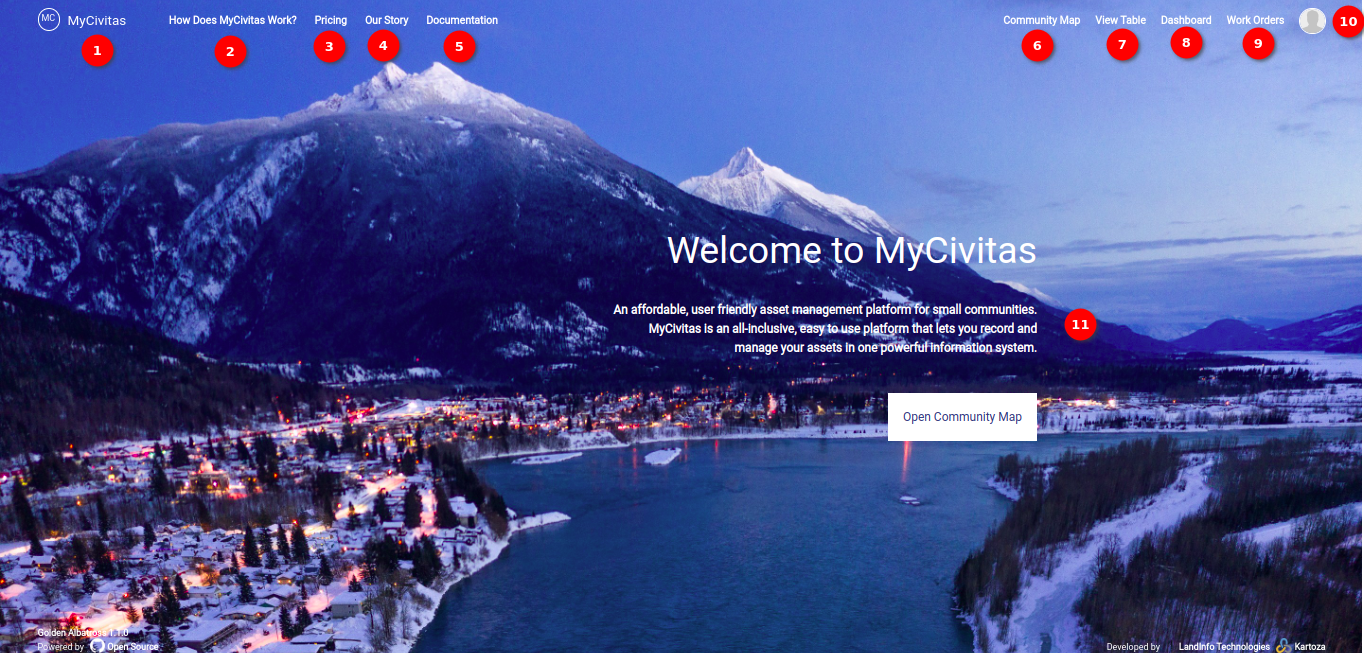 MC MyCivitas How Does MyCivitas Work? Pricing Our Story Documentation Community Map View Table Dashboard Work Orders 10
1 2 3 4 5 6 7 8 9
Welcome to MyCivitas
An affordable, user friendly asset management platform for small communities.
MyCivitas is an all-inclusive, easy to use platform that lets you record and
manage your assets in one powerful information system.
11
Open Community Map
Golden Albatross 1.1.0
Powered by Open Source Developed by LandInfo Technologies Kartoza